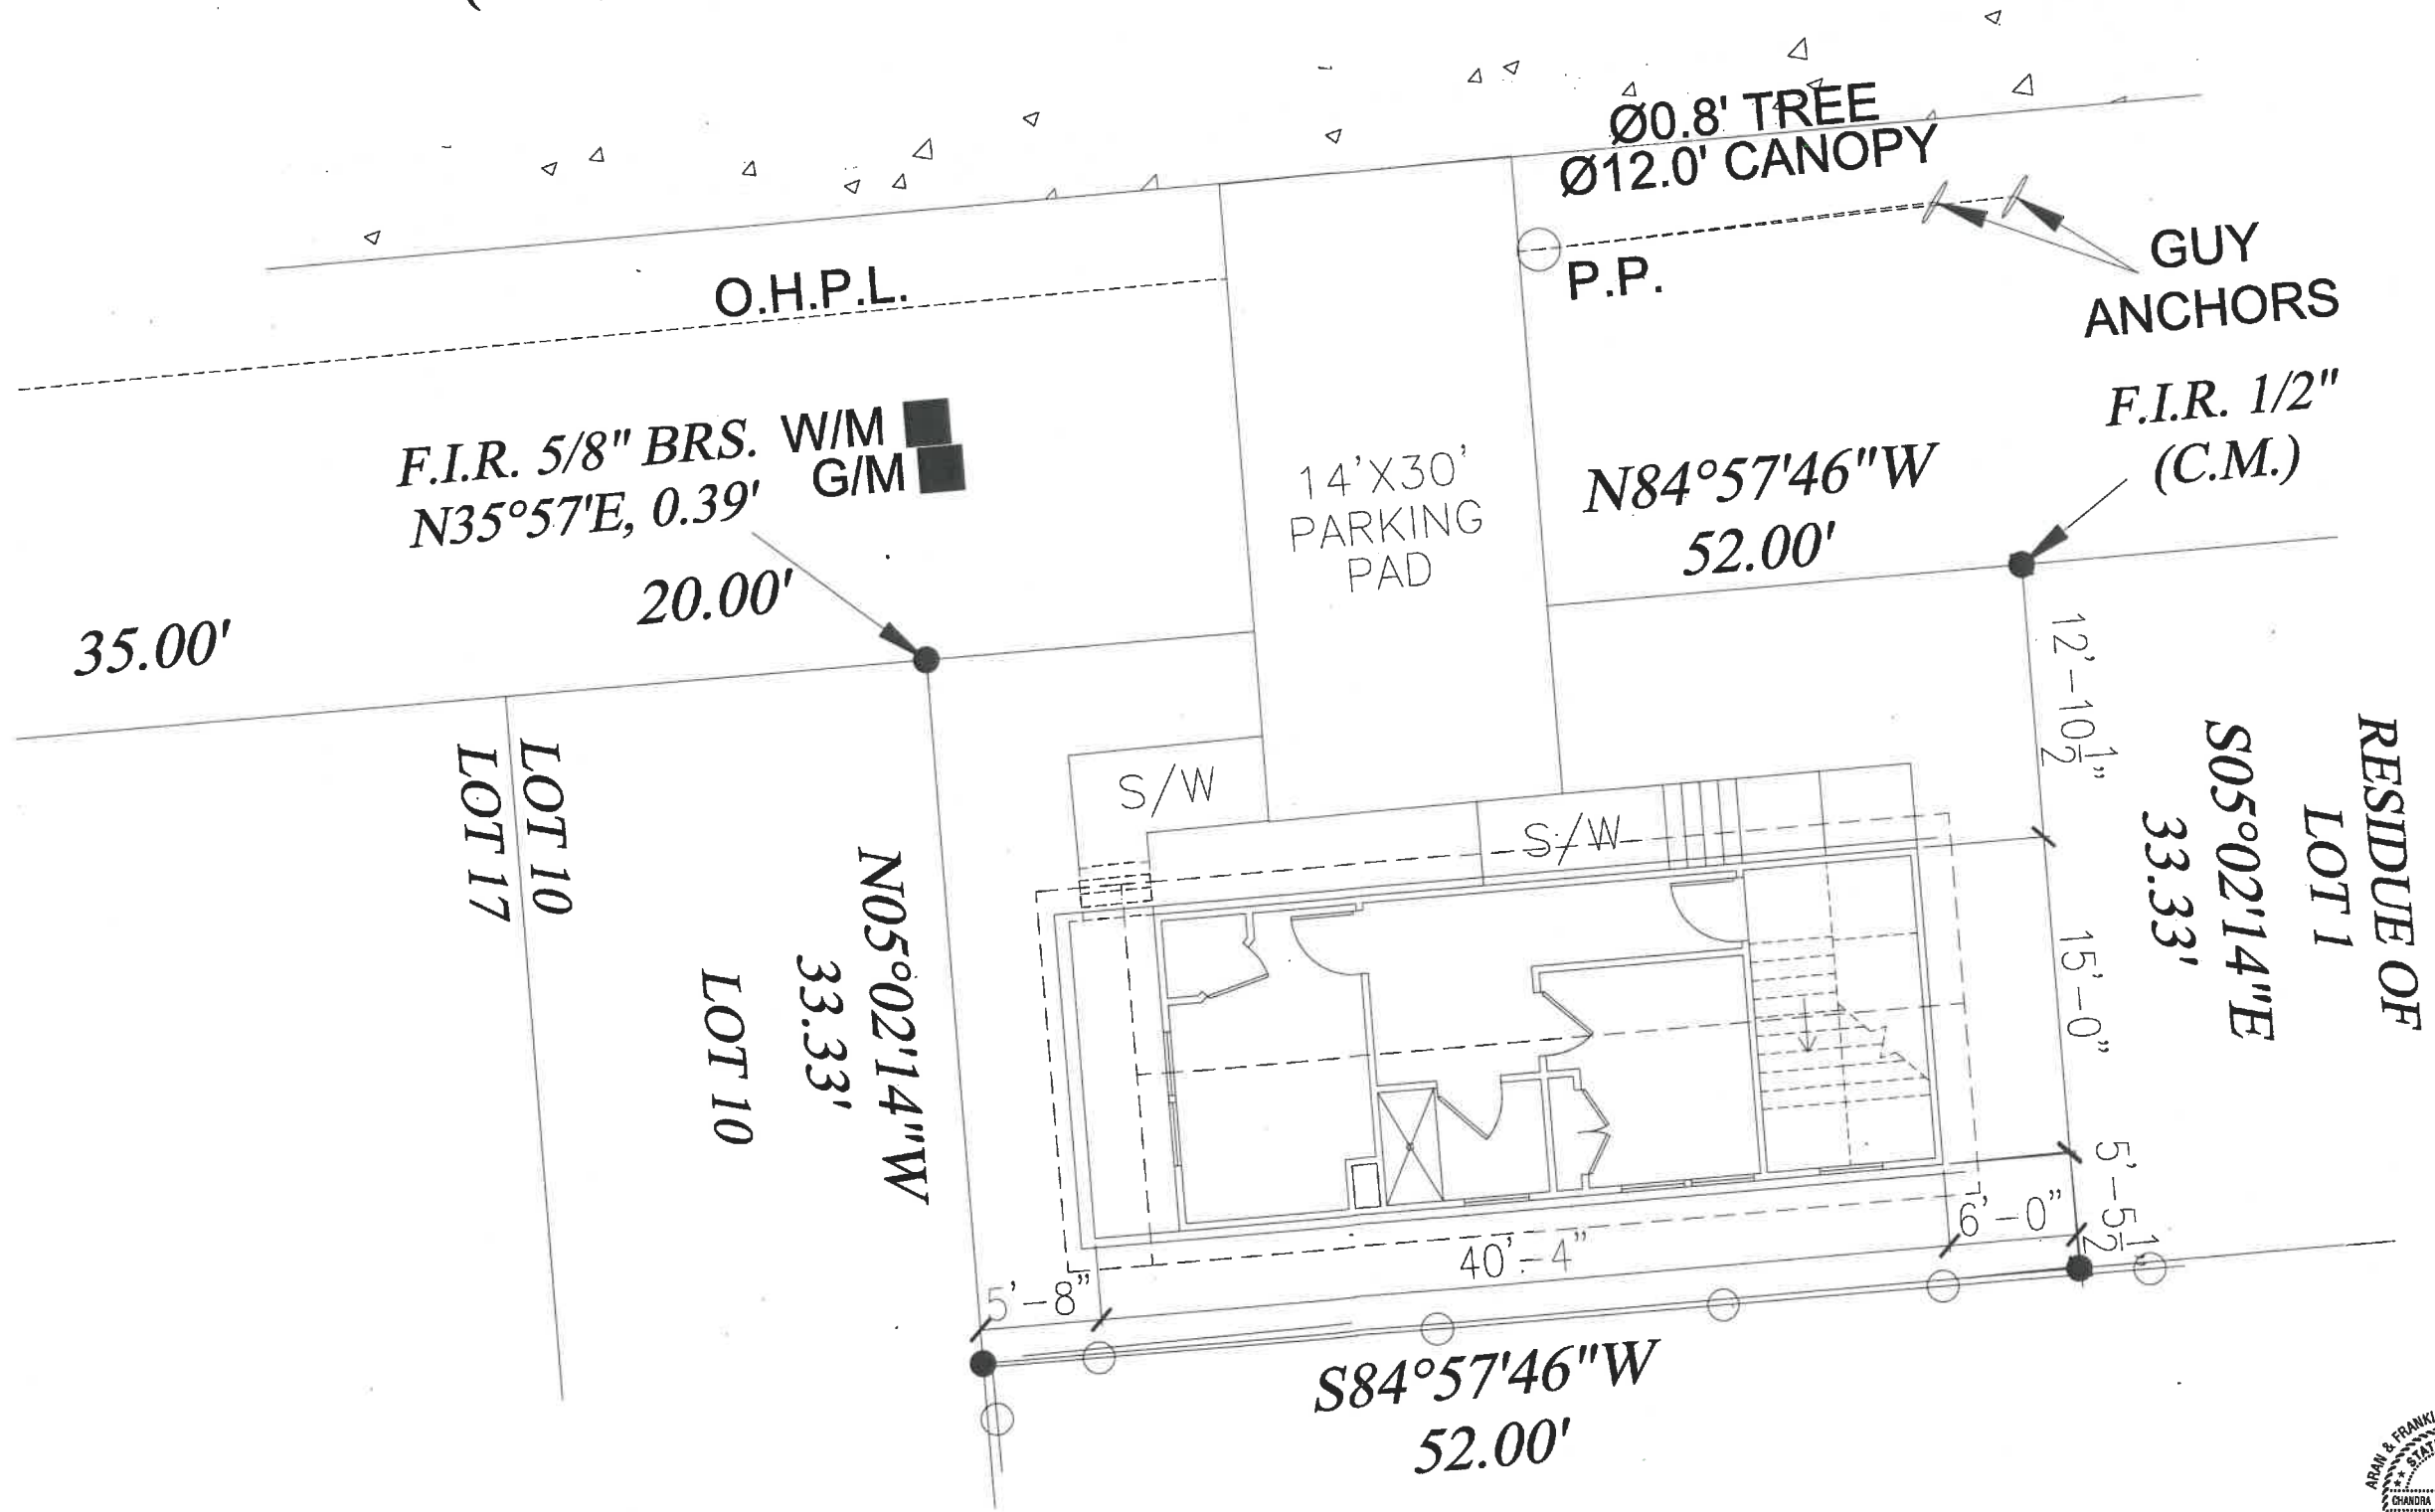 Ø0.8' TREE
Ø12.0' CANOPY
O.H.P.L.
P.P.
GUY
ANCHORS
F.I.R. 5/8" BRS.
N35°57'E, 0.39'
W/M
G/M
14'X30'
PARKING
PAD
N84°57'46"W
52.00'
F.I.R. 1/2"
(C.M.)
35.00'
20.00'
12'-10 1/2"
RESIDUE OF
LOT 1
S05°02'14"E
33.33'
LOT 10
LOT 17
S/W
S/W
N05°02'14"W
33.33'
LOT 10
15'-0"
5'-5 1/2"
6'-0"
40'-4"
5'-8"
S84°57'46"W
52.00'
CHANDRA